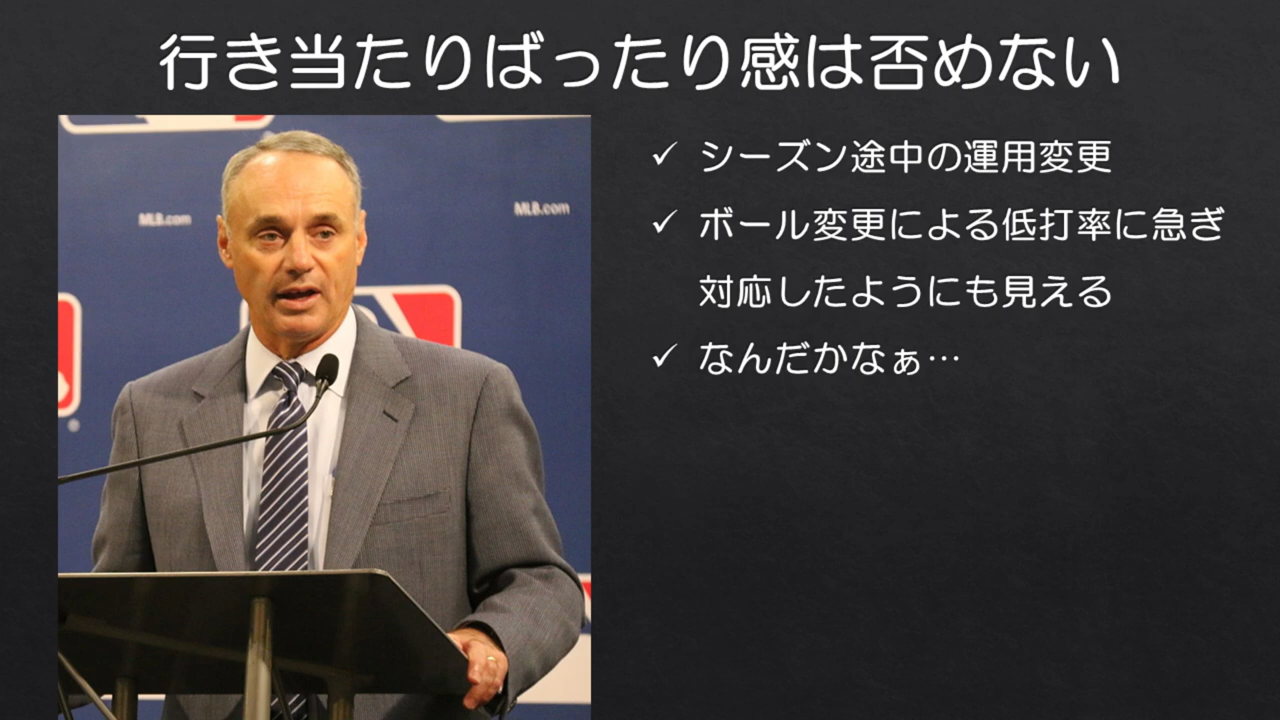 行き当たりばったり感は否めない
MLB.com
MLB.com
✓ シーズン途中の運用変更
✓ ボール変更による低打率に急ぎ
対応したようにも見える
✓ なんだかなぁ…